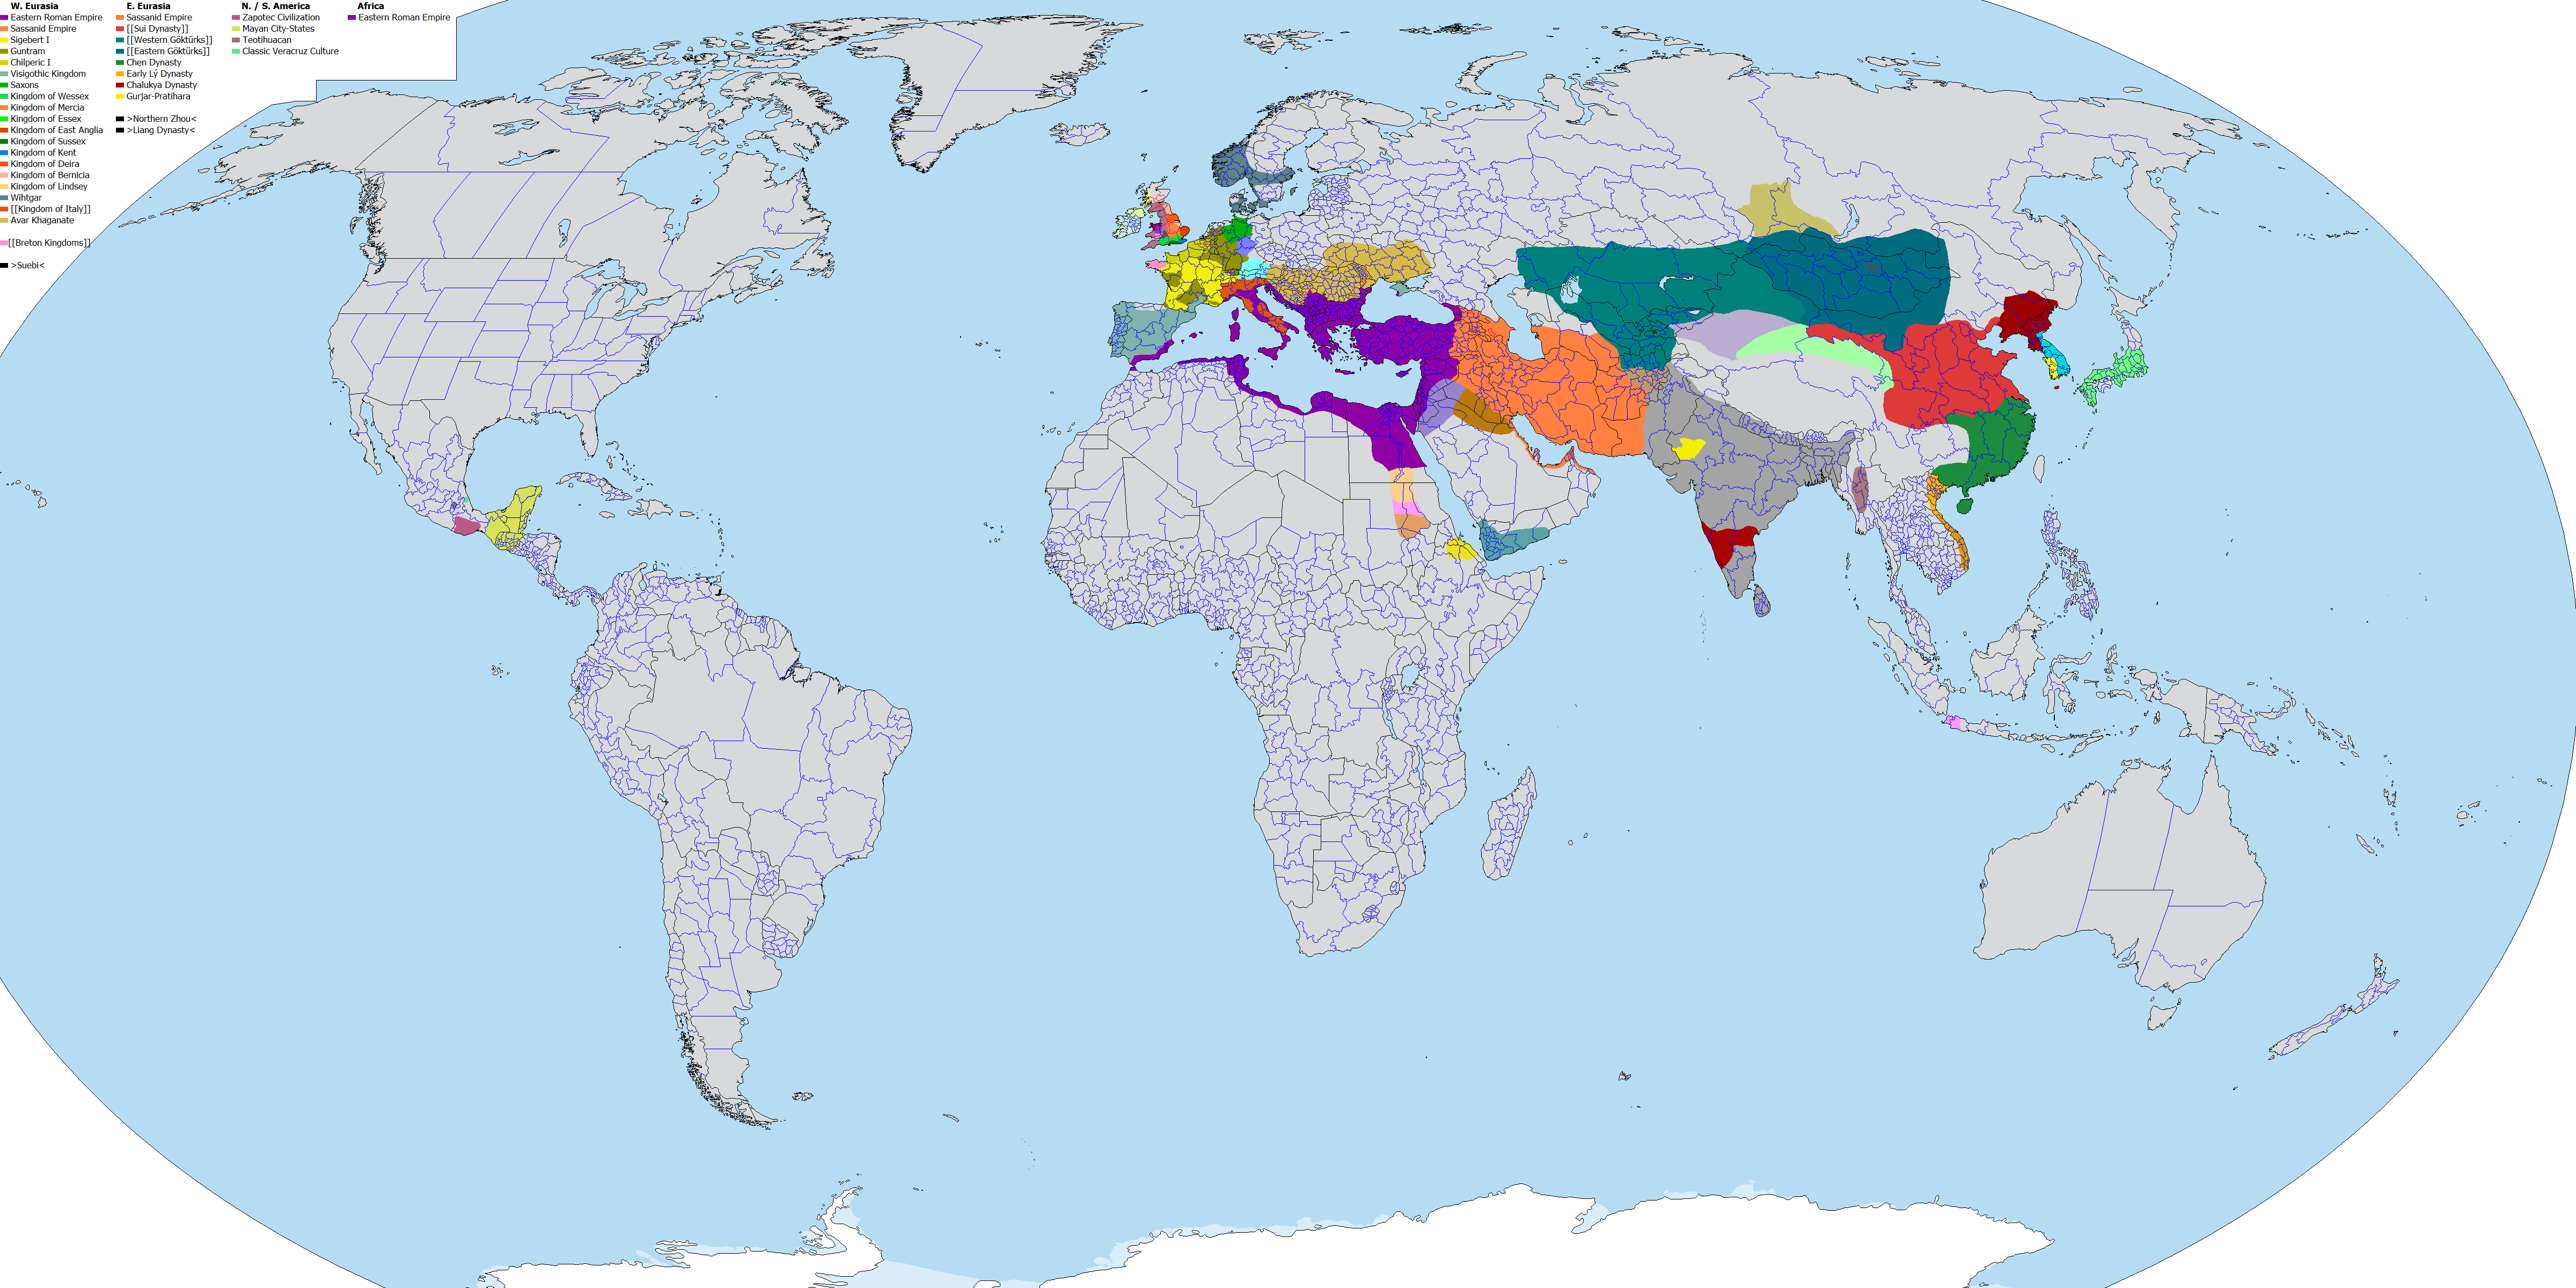 W. Eurasia
Eastern Roman Empire
Sassanid Empire
Sigebert I
Guntram
Chilperic I
Visigothic Kingdom
Saxons
Kingdom of Wessex
Kingdom of Mercia
Kingdom of Essex
Kingdom of East Anglia
Kingdom of Sussex
Kingdom of Kent
Kingdom of Deira
Kingdom of Bernicia
Kingdom of Lindsey
Wihtgar
[[Kingdom of Italy]]
Avar Khaganate
[[Breton Kingdoms]]
>Suebi<
E. Eurasia
Sassanid Empire
[[Sui Dynasty]]
[[Western Göktürks]]
[[Eastern Göktürks]]
Chen Dynasty
Early Lý Dynasty
Chalukya Dynasty
Gurjar-Pratihara
>Northern Zhou<
>Liang Dynasty<
N. / S. America
Zapotec Civilization
Mayan City-States
Teotihuacan
Classic Veracruz Culture
Africa
Eastern Roman Empire